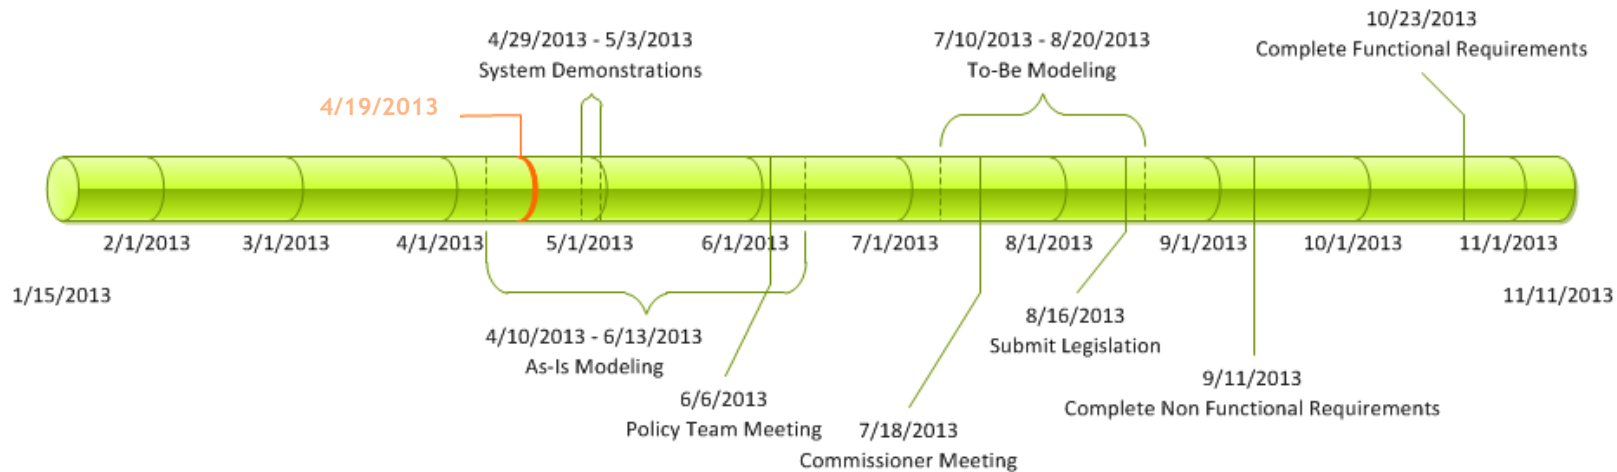 10/23/2013
Complete Functional Requirements
4/29/2013 - 5/3/2013
System Demonstrations
7/10/2013 - 8/20/2013
To-Be Modeling
4/19/2013
2/1/2013
3/1/2013
4/1/2013
5/1/2013
6/1/2013
7/1/2013
8/1/2013
9/1/2013
10/1/2013
11/1/2013
1/15/2013
11/11/2013
4/10/2013 - 6/13/2013
As-Is Modeling
8/16/2013
Submit Legislation
6/6/2013
Policy Team Meeting
7/18/2013
Commissioner Meeting
9/11/2013
Complete Non Functional Requirements